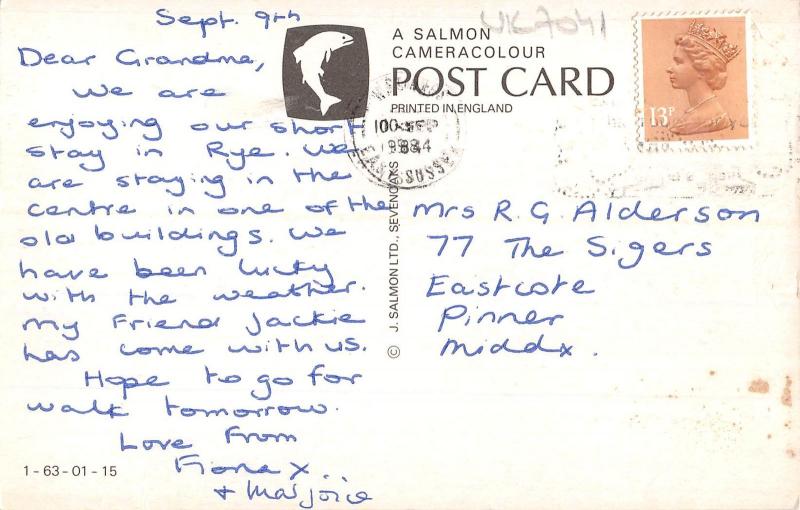 Sept. 9th
Dear Grandma,
We are
enjoying our short
stay in Rye. We
are staying in the
centre in one of the
old buildings. We
have been lucky
with the weather.
My Friend Jackie
has come with us.
Hope to go for
walk tomorrow.
Love From
Fiona x
+ Marjorie
1-63-01-15
A SALMON
CAMERACOLOUR
POST CARD
PRINTED IN ENGLAND
© J. SALMON LTD., SEVENOAKS
UK7041
13P
SEP
SUSSEX
Mrs R. G. Alderson
77 The Sigers
Eastcote
Pinner
Middx.